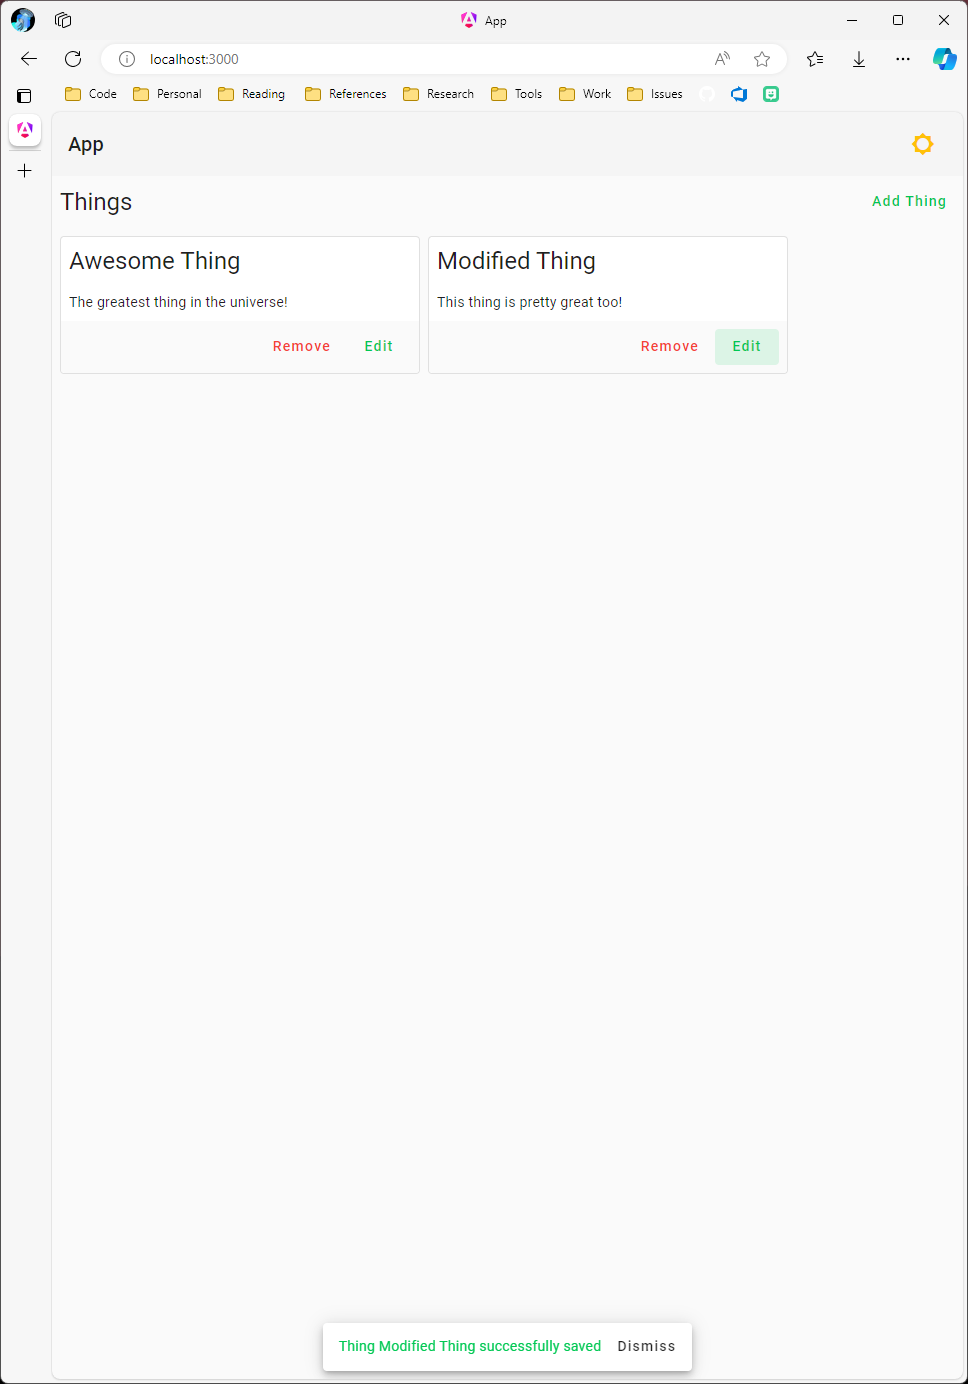 App
localhost:3000
Code Personal Reading References Research Tools Work Issues
App
Things Add Thing
Awesome Thing
The greatest thing in the universe!
Remove Edit
Modified Thing
This thing is pretty great too!
Remove Edit
Thing Modified Thing successfully saved Dismiss